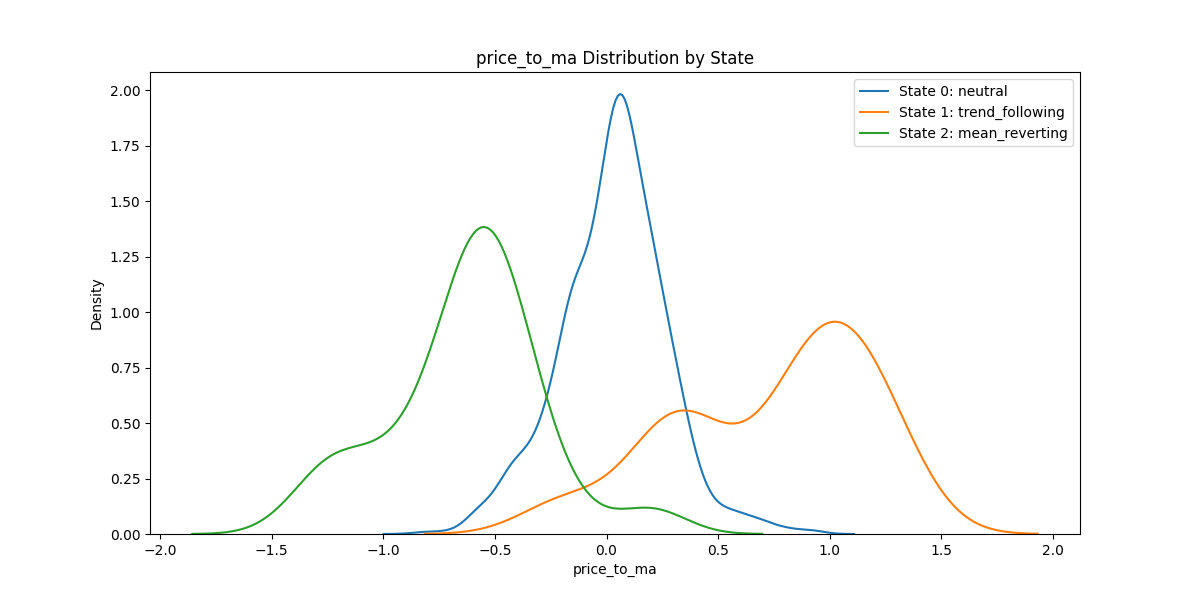 price_to_ma Distribution by State
State 0: neutral
State 1: trend_following
State 2: mean_reverting
Density
2.00
1.75
1.50
1.25
1.00
0.75
0.50
0.25
0.00
−2.0 −1.5 −1.0 −0.5 0.0 0.5 1.0 1.5 2.0
price_to_ma